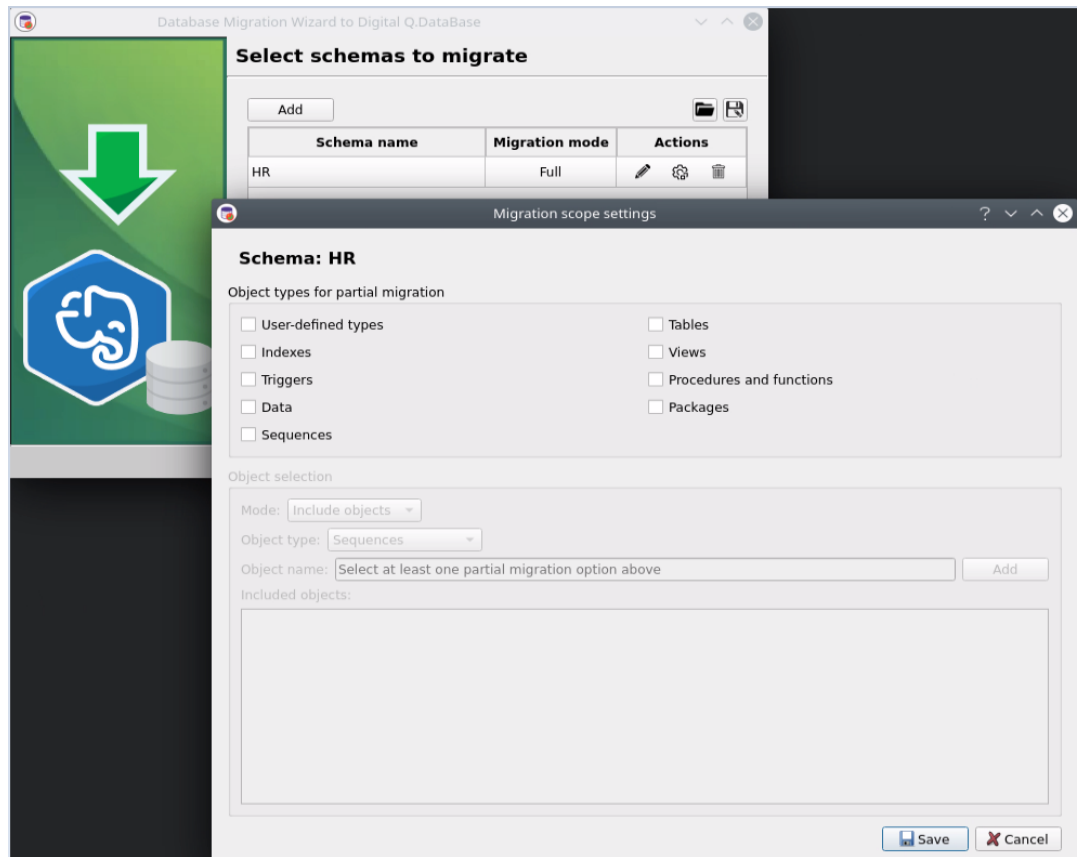 Database Migration Wizard to Digital Q.DataBase
Select schemas to migrate
Add
Schema name Migration mode Actions
HR Full
Migration scope settings
Schema: HR
Object types for partial migration
User-defined types Tables
Indexes Views
Triggers Procedures and functions
Data Packages
Sequences
Object selection
Mode: Include objects
Object type: Sequences
Object name: Select at least one partial migration option above Add
Included objects:
Save Cancel